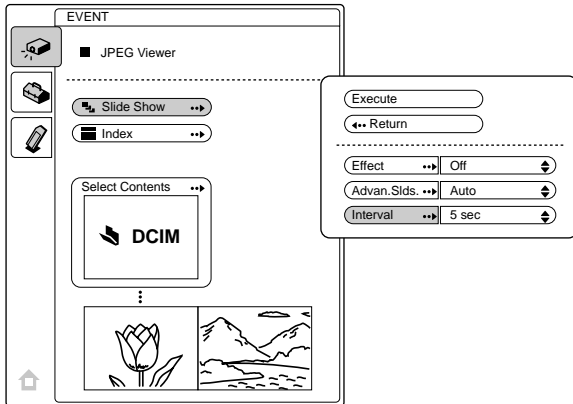 EVENT
JPEG Viewer
Slide Show
Index
Select Contents
DCIM
Execute
Return
Effect Off
Advan.Slds. Auto
Interval 5 sec